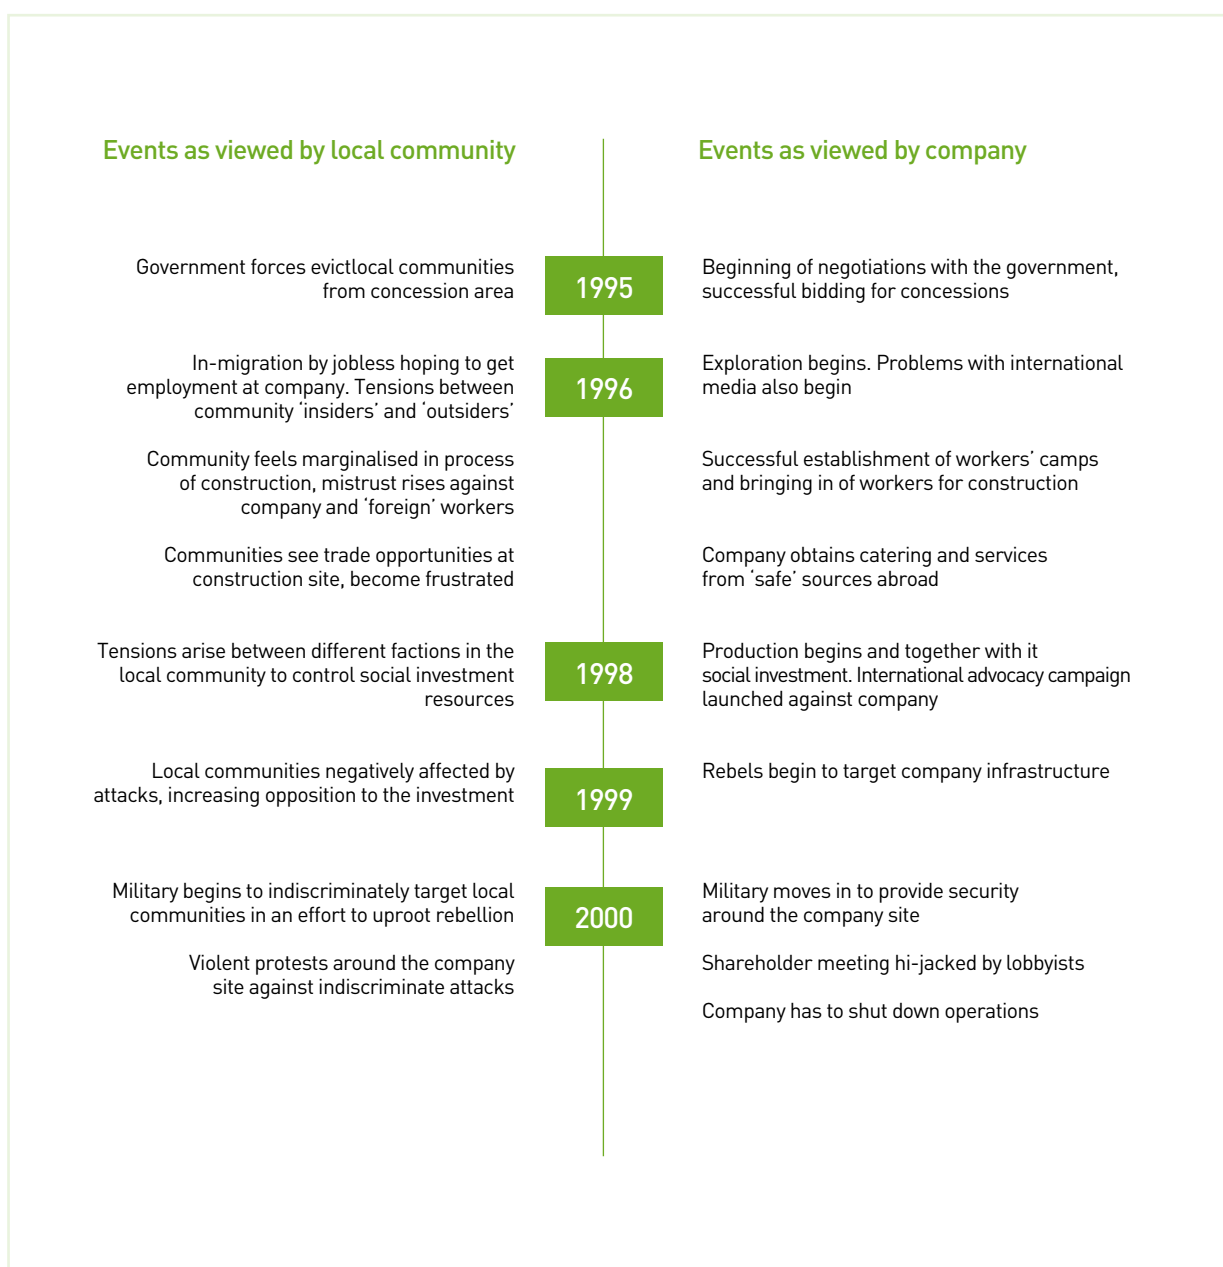 Events as viewed by local community
Events as viewed by company
Government forces evictlocal communities
from concession area
1995
Beginning of negotiations with the government,
successful bidding for concessions
In-migration by jobless hoping to get
employment at company. Tensions between
community ‘insiders’ and ‘outsiders’
1996
Exploration begins. Problems with international
media also begin
Community feels marginalised in process
of construction, mistrust rises against
company and ‘foreign’ workers
Successful establishment of workers’ camps
and bringing in of workers for construction
Communities see trade opportunities at
construction site, become frustrated
Company obtains catering and services
from ‘safe’ sources abroad
Tensions arise between different factions in the
local community to control social investment
resources
1998
Production begins and together with it
social investment. International advocacy campaign
launched against company
Local communities negatively affected by
attacks, increasing opposition to the investment
1999
Rebels begin to target company infrastructure
Military begins to indiscriminately target local
communities in an effort to uproot rebellion
2000
Military moves in to provide security
around the company site
Violent protests around the company
site against indiscriminate attacks
Shareholder meeting hi-jacked by lobbyists
Company has to shut down operations